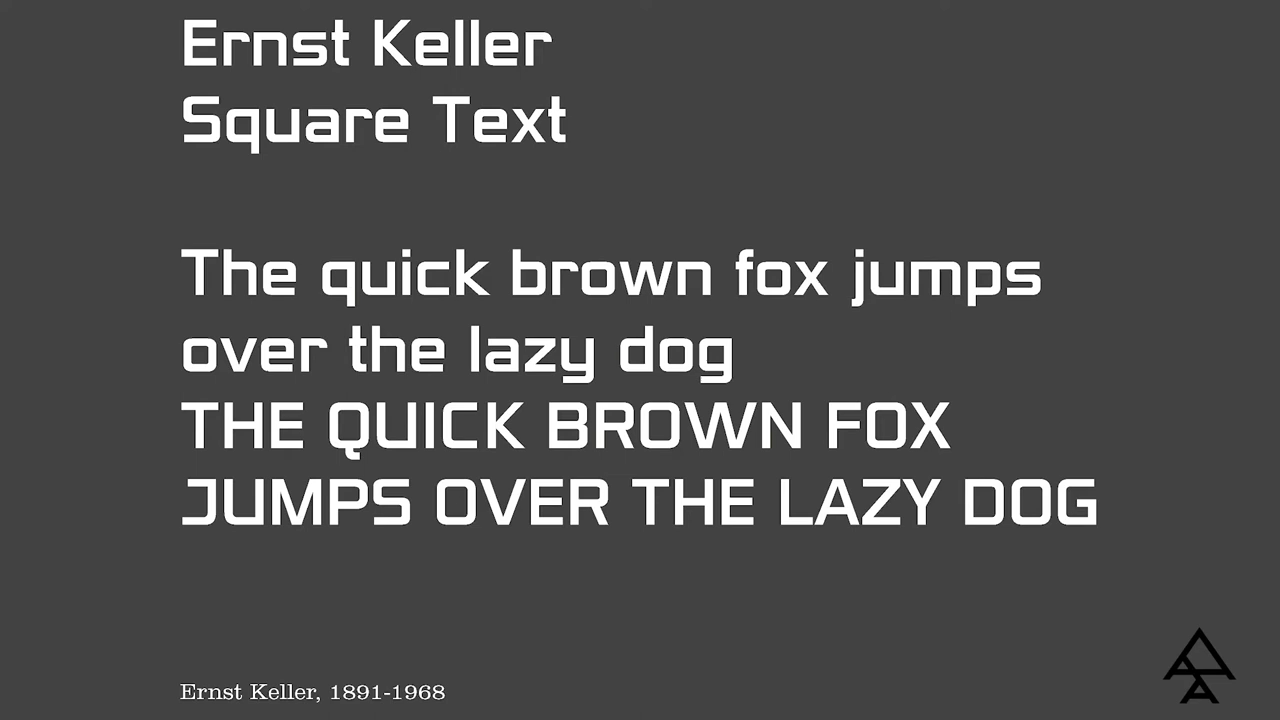 Ernst Keller
Square Text
The quick brown fox jumps
over the lazy dog
THE QUICK BROWN FOX
JUMPS OVER THE LAZY DOG
Ernst Keller, 1891-1968